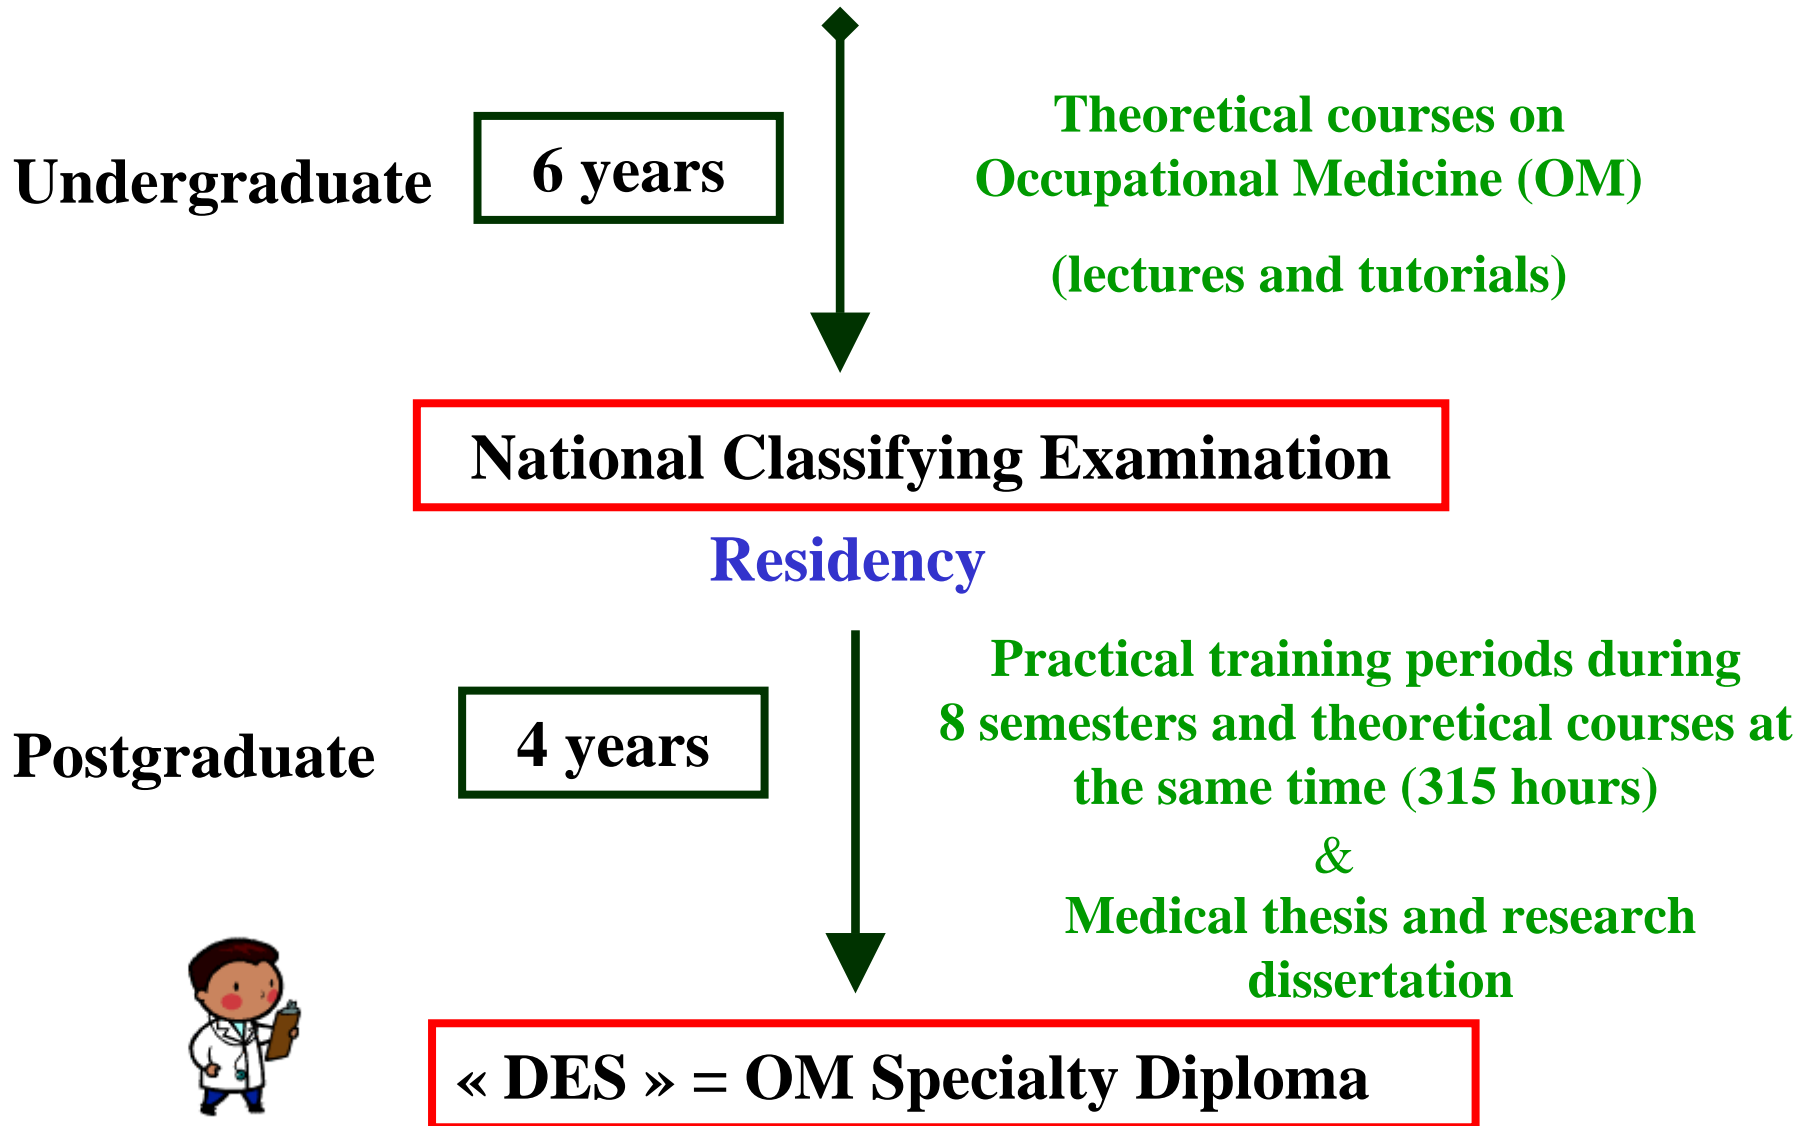 Undergraduate
6 years
Theoretical courses on
Occupational Medicine (OM)
(lectures and tutorials)
National Classifying Examination
Residency
Postgraduate
4 years
Practical training periods during
8 semesters and theoretical courses at
the same time (315 hours)
&
Medical thesis and research
dissertation
« DES » = OM Specialty Diploma